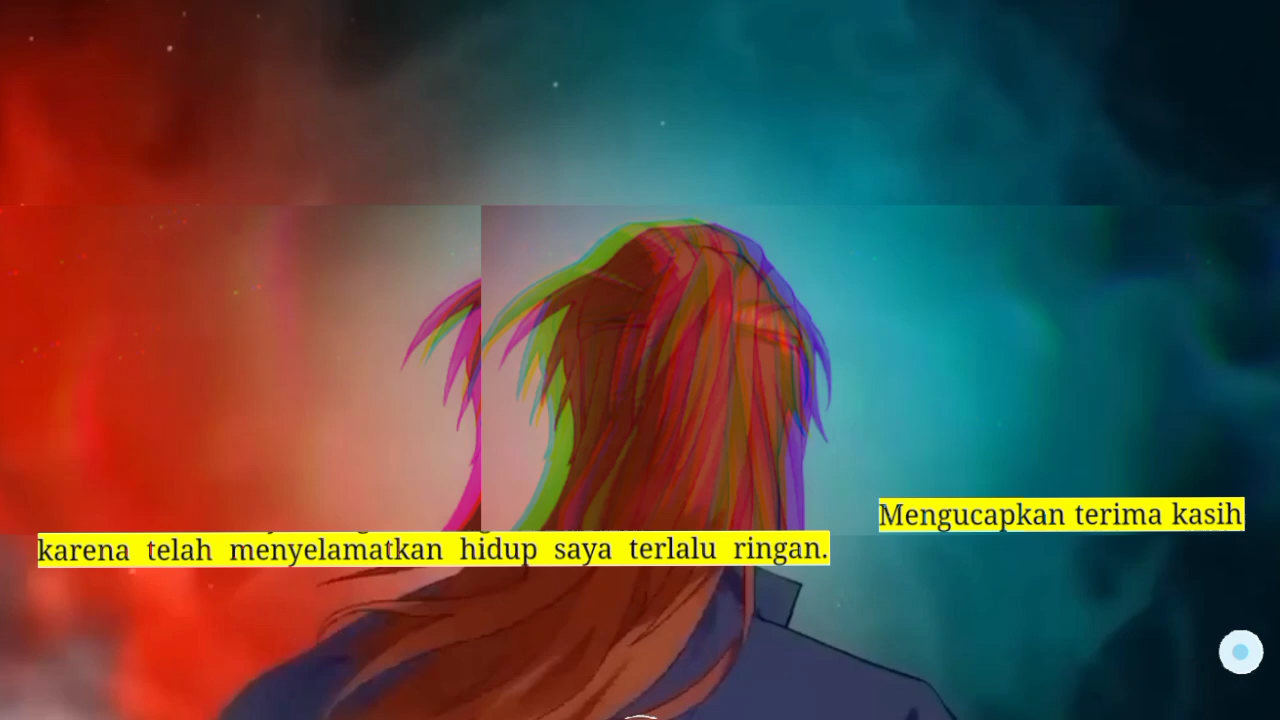 Mengucapkan terima kasih
karena telah menyelamatkan hidup saya terlalu ringan.